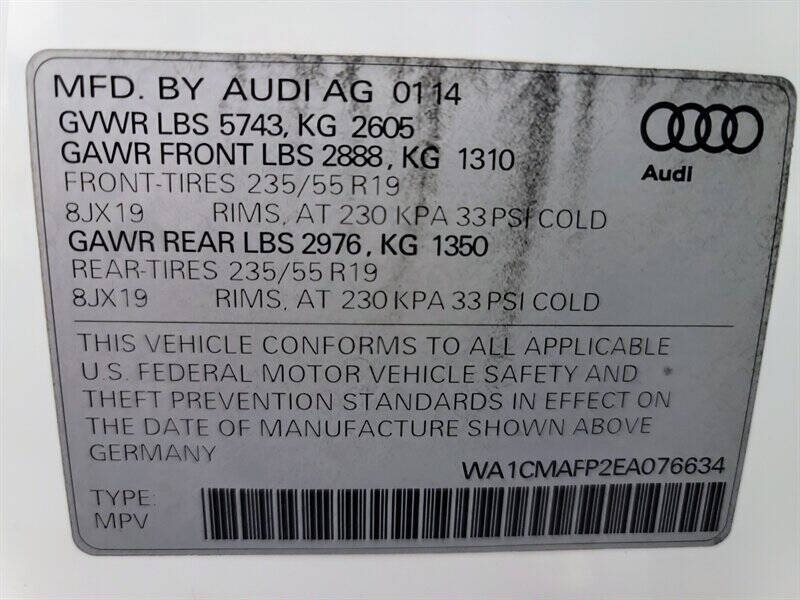 MFD. BY AUDI AG 0114
GVWR LBS 5743, KG 2605
GAWR FRONT LBS 2888, KG 1310
FRONT-TIRES 235/55 R19
8JX19 RIMS, AT 230 KPA 33 PSI COLD
GAWR REAR LBS 2976, KG 1350
REAR-TIRES 235/55 R19
8JX19 RIMS, AT 230 KPA 33 PSI COLD
Audi
THIS VEHICLE CONFORMS TO ALL APPLICABLE
U.S. FEDERAL MOTOR VEHICLE SAFETY AND
THEFT PREVENTION STANDARDS IN EFFECT ON
THE DATE OF MANUFACTURE SHOWN ABOVE
GERMANY
WA1CMAFP2EA076634
TYPE:
MPV